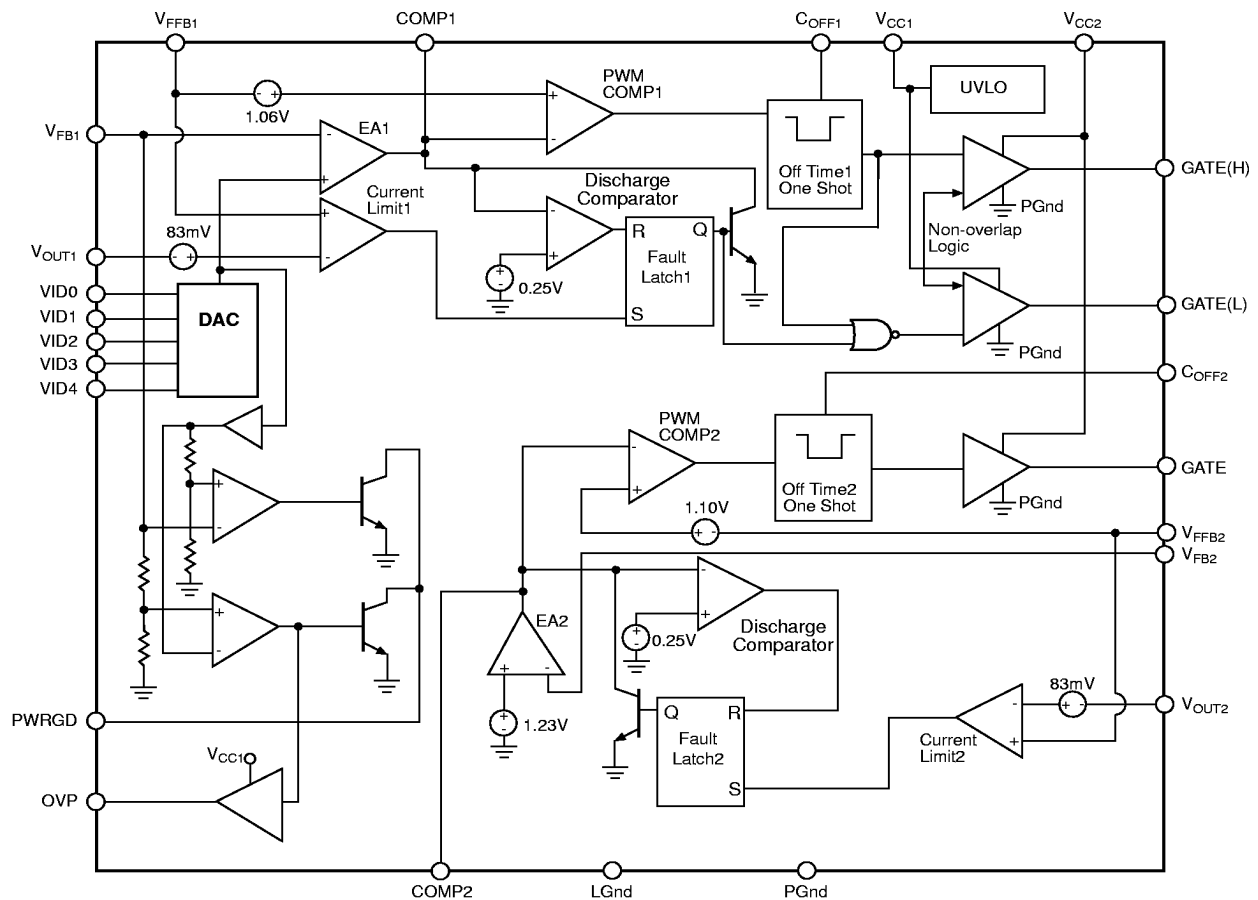 VFFB1
COMP1
COFF1
VCC1
VCC2
PWM
COMP1
UVLO
- +
1.06V
+
-
VFB1
EA1
-
+
Off Time1
One Shot
GATE(H)
PGnd
Current
Limit1
+
-
Discharge
Comparator
-
+
R
Q
Fault
Latch1
S
Non-overlap
Logic
83mV
VOUT1
- +
+
-
0.25V
VID0
VID1
VID2
VID3
VID4
DAC
GATE(L)
PGnd
COFF2
PWM
COMP2
-
+
Off Time2
One Shot
GATE
PGnd
+
-
1.10V
+ -
VFFB2
VFB2
EA2
+ -
-
+
+
-
0.25V
Discharge
Comparator
+
-
+
-
1.23V
Q
R
Fault
Latch2
S
83mV
-
+ -
+
VOUT2
Current
Limit2
PWRGD
VCC1
OVP
COMP2
LGnd
PGnd